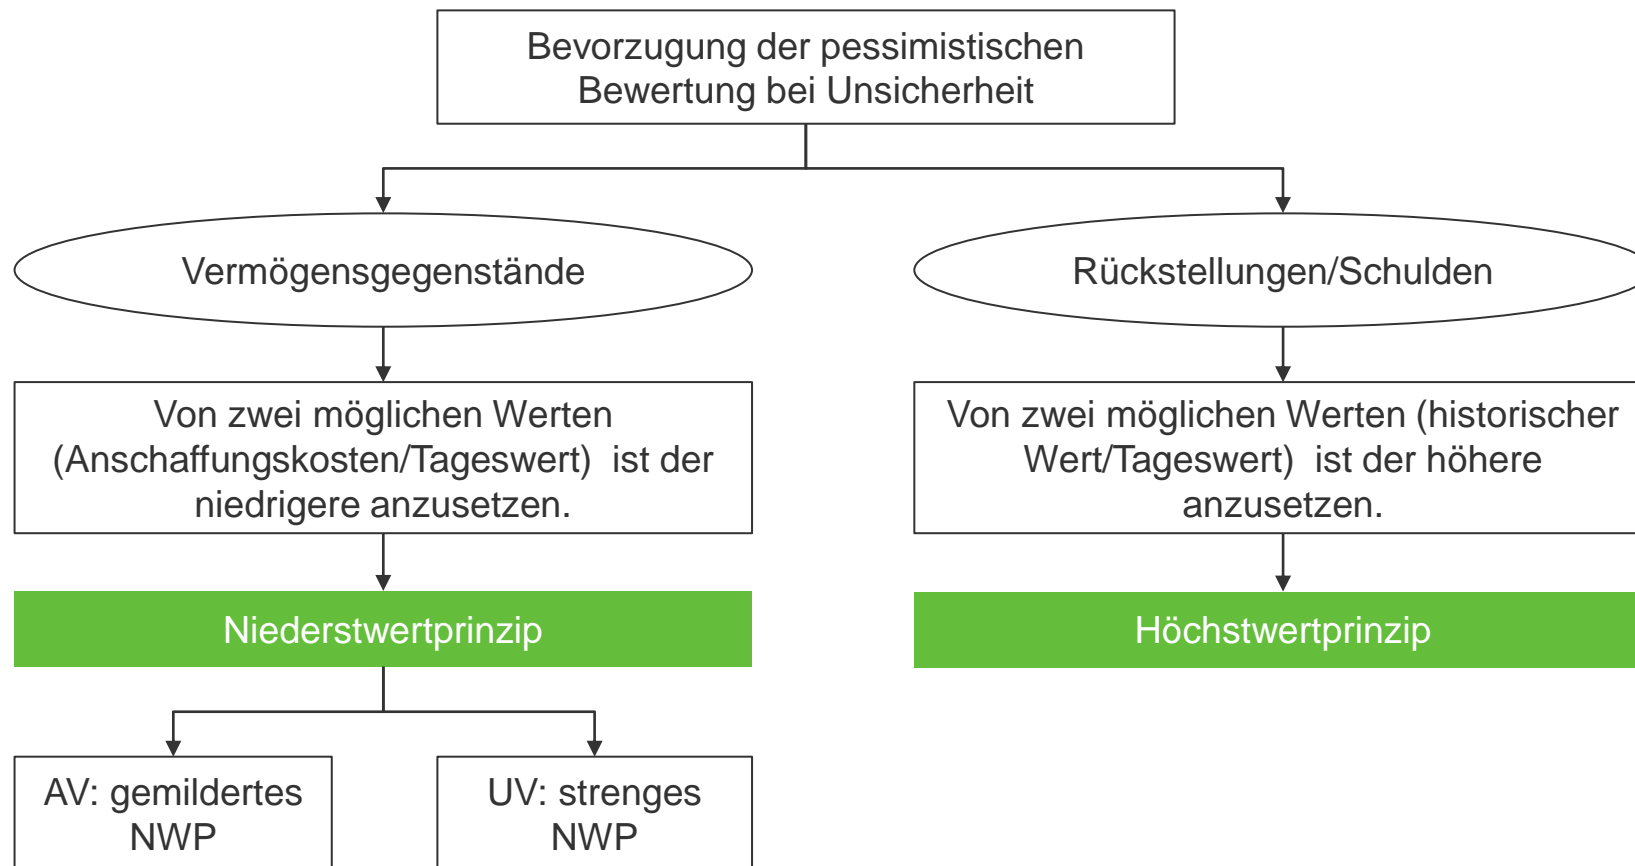 Bevorzugung der pessimistischen
Bewertung bei Unsicherheit
Vermögensgegenstände
Rückstellungen/Schulden
Von zwei möglichen Werten
(Anschaffungskosten/Tageswert) ist der
niedrigere anzusetzen.
Von zwei möglichen Werten (historischer
Wert/Tageswert) ist der höhere
anzusetzen.
Niederstwertprinzip
Höchstwertprinzip
AV: gemildertes
NWP
UV: strenges
NWP